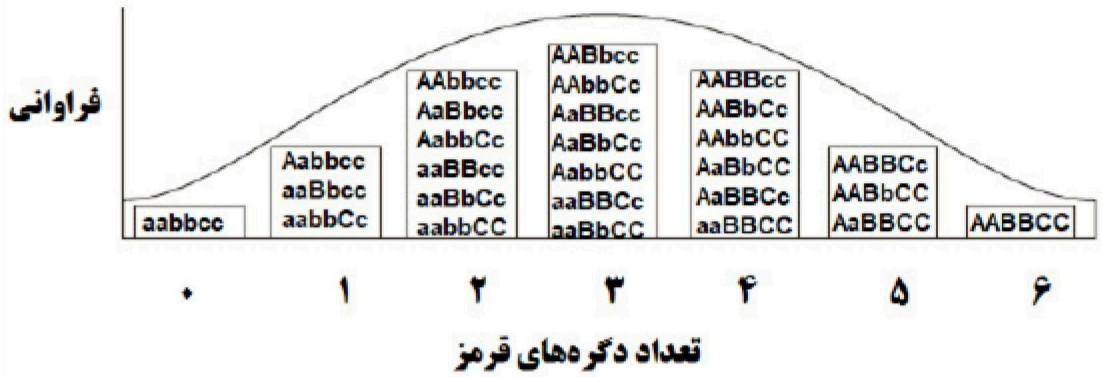 فراوانی
aabbcc
Aabbcc
aaBbcc
aabbCc
AAbbcc
AaBbcc
AabbCc
aaBBcc
aaBbCc
aabbCC
AABbcc
AAbbCc
AaBBcc
AaBbCc
AabbCC
aaBBCc
aaBbCC
AABBcc
AABbCc
AAbbCC
AaBbCC
AaBBCc
aaBBCC
AABBCc
AABbCC
AaBBCC
AABBCC
۰ ۱ ۲ ۳ ۴ ۵ ۶
تعداد دگره‌های قرمز